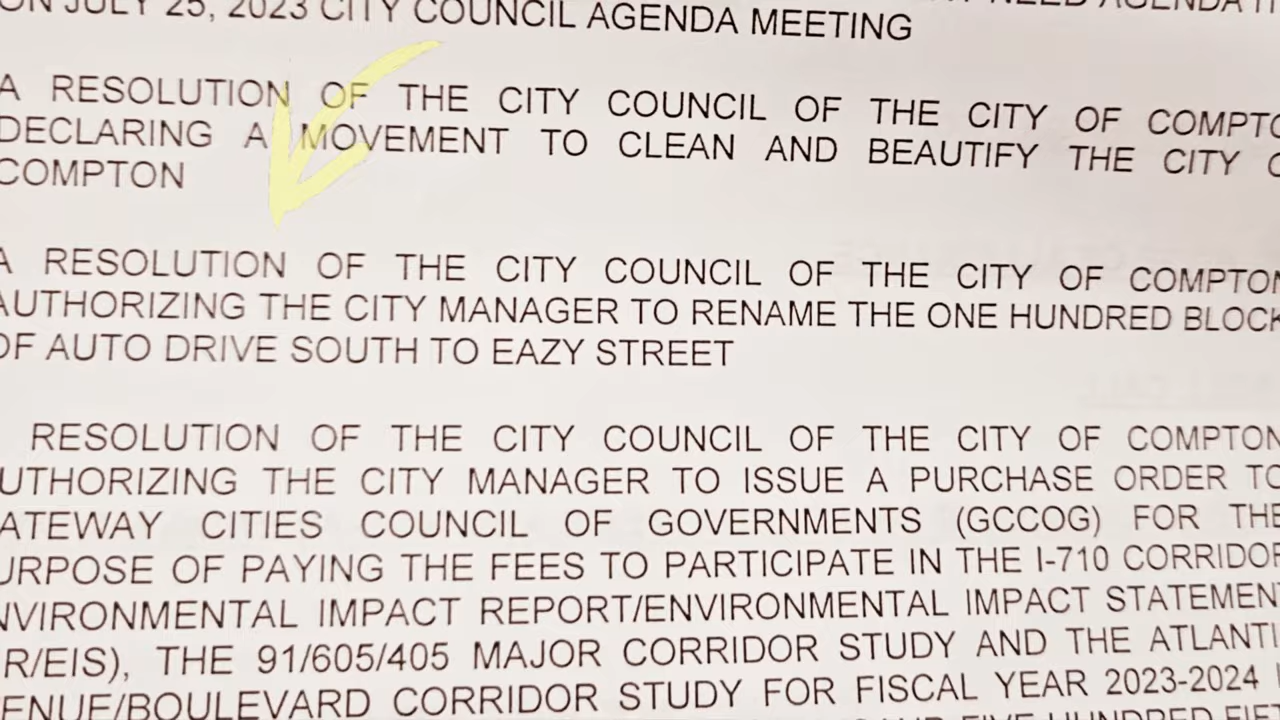 ON JULY 25, 2023 CITY COUNCIL AGENDA MEETING
A RESOLUTION OF THE CITY COUNCIL OF THE CITY OF COMPTO
DECLARING A MOVEMENT TO CLEAN AND BEAUTIFY THE CITY O
COMPTON
A RESOLUTION OF THE CITY COUNCIL OF THE CITY OF COMPTON
AUTHORIZING THE CITY MANAGER TO RENAME THE ONE HUNDRED BLOCK
OF AUTO DRIVE SOUTH TO EAZY STREET
RESOLUTION OF THE CITY COUNCIL OF THE CITY OF COMPTON
UTHORIZING THE CITY MANAGER TO ISSUE A PURCHASE ORDER TO
ATEWAY CITIES COUNCIL OF GOVERNMENTS (GCCOG) FOR THE
URPOSE OF PAYING THE FEES TO PARTICIPATE IN THE I-710 CORRIDOR
NVIRONMENTAL IMPACT REPORT/ENVIRONMENTAL IMPACT STATEMENT
R/EIS), THE 91/605/405 MAJOR CORRIDOR STUDY AND THE ATLANTI
ENUE/BOULEVARD CORRIDOR STUDY FOR FISCAL YEAR 2023-2024